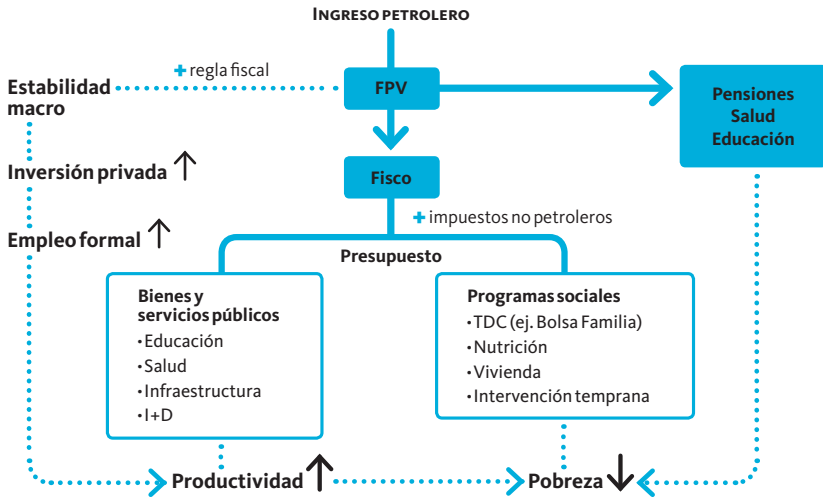 INGRESO PETROLERO
+ regla fiscal
Estabilidad
macro
FPV
Pensiones
Salud
Educación
Inversión privada ↑
Fisco
+ impuestos no petroleros
Empleo formal ↑
Presupuesto
Bienes y
servicios públicos
·Educación
·Salud
·Infraestructura
·I+D
Programas sociales
·TDC (ej. Bolsa Familia)
·Nutrición
·Vivienda
·Intervención temprana
Productividad ↑
Pobreza ↓